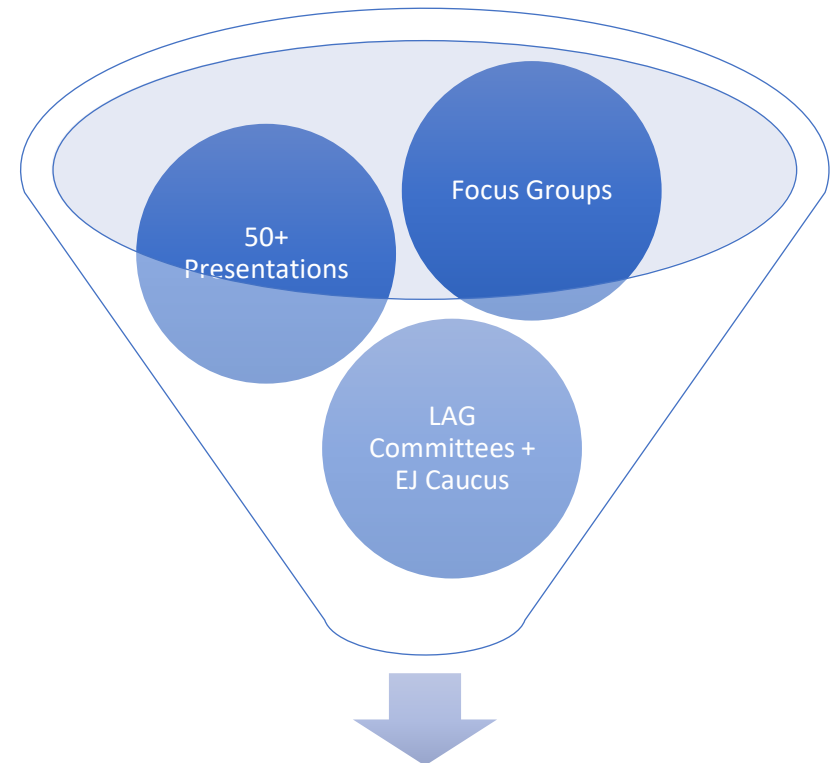 Focus Groups
50+
Presentations
LAG
Committees +
EJ Caucus